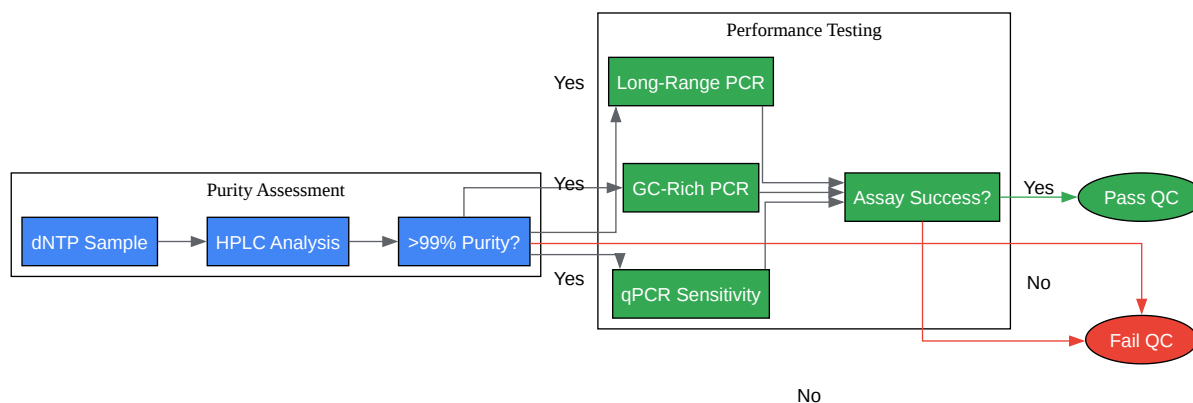 Performance Testing
Yes
Long-Range PCR
Purity Assessment
Yes
GC-Rich PCR
Assay Success?
Yes
Pass QC
dNTP Sample
HPLC Analysis
>99% Purity?
Yes
qPCR Sensitivity
No
Fail QC
No